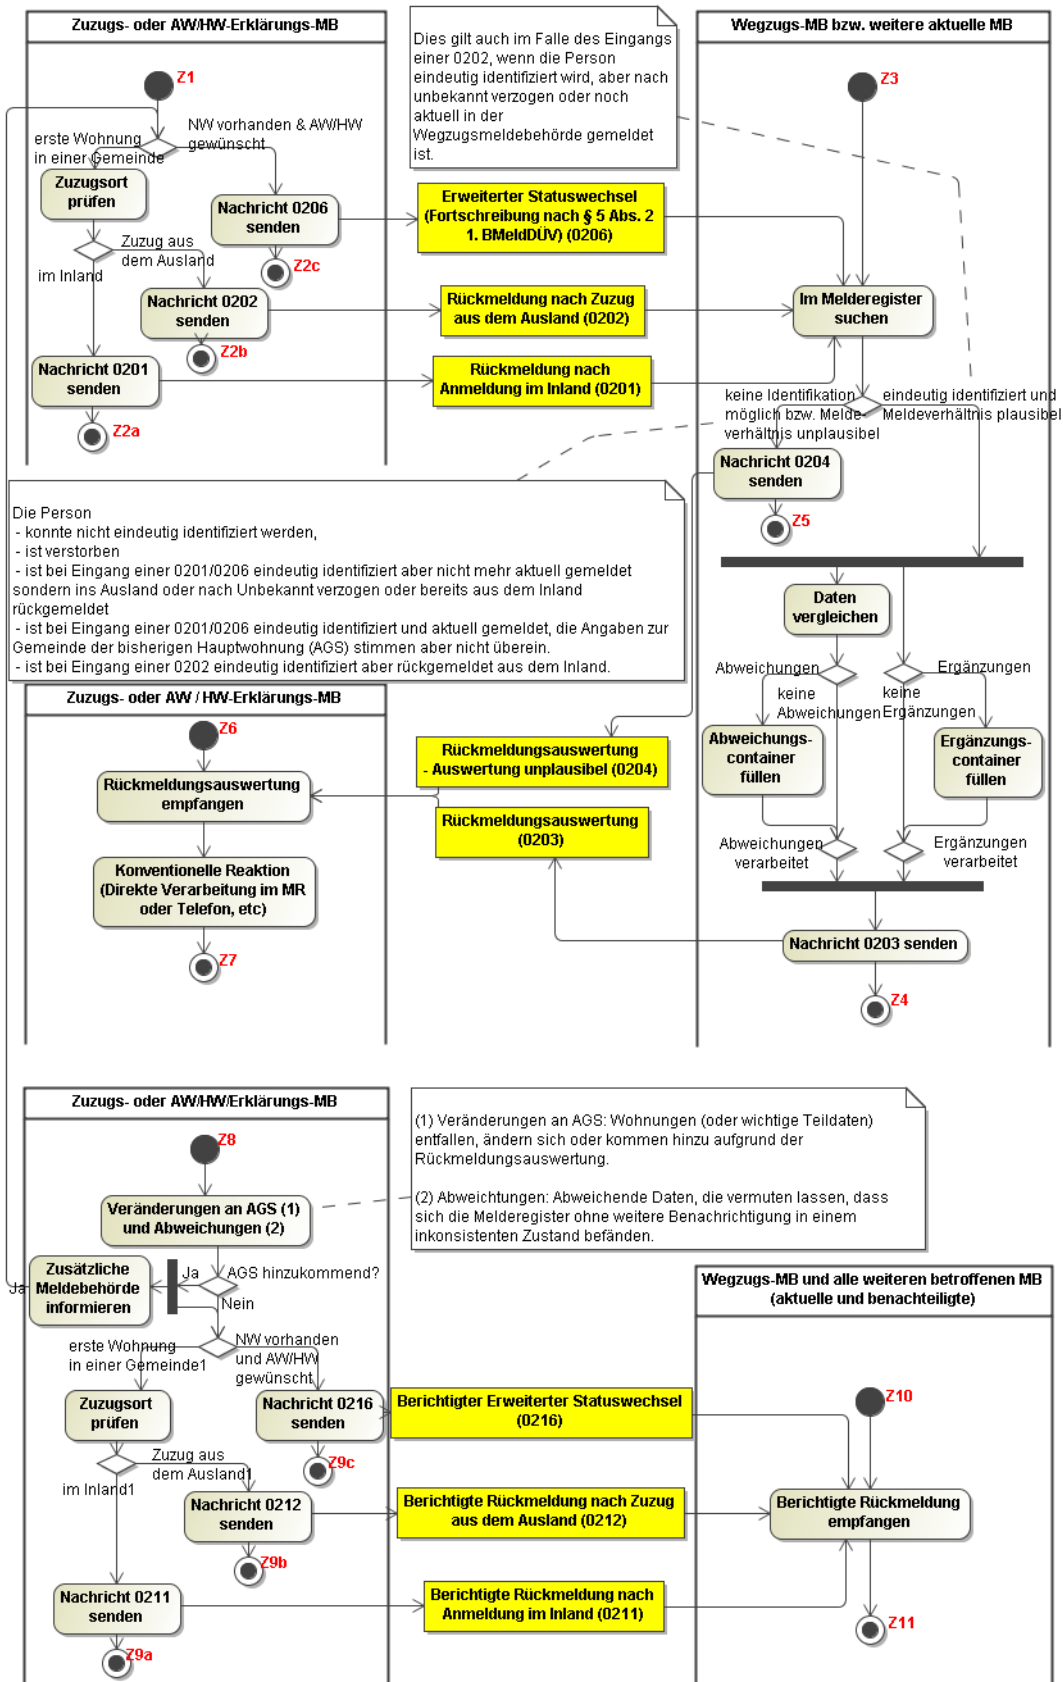 Zuzugs- oder AW/HW-Erklärungs-MB
Z1
erste Wohnung
in einer Gemeinde
NW vorhanden & AW/HW
gewünscht
Zuzugsort
prüfen
Nachricht 0206
senden
Z2c
Zuzug aus
dem Ausland
im Inland
Nachricht 0202
senden
Z2b
Nachricht 0201
senden
Z2a
Dies gilt auch im Falle des Eingangs
einer 0202, wenn die Person
eindeutig identifiziert wird, aber nach
unbekannt verzogen oder noch
aktuell in der
Wegzugsmeldebehörde gemeldet
ist.
Erweiterter Statuswechsel
(Fortschreibung nach § 5 Abs. 2
1. BMeldDÜV) (0206)
Rückmeldung nach Zuzug
aus dem Ausland (0202)
Rückmeldung nach
Anmeldung im Inland (0201)
Wegzugs-MB bzw. weitere aktuelle MB
Z3
Im Melderegister
suchen
keine Identifikation
möglich bzw. Melde-
verhältnis unplausibel
eindeutig identifiziert und
Meldeverhältnis plausibel
Nachricht 0204
senden
Z5
Die Person
- konnte nicht eindeutig identifiziert werden,
- ist verstorben
- ist bei Eingang einer 0201/0206 eindeutig identifiziert aber nicht mehr aktuell gemeldet
sondern ins Ausland oder nach Unbekannt verzogen oder bereits aus dem Inland
rückgemeldet
- ist bei Eingang einer 0201/0206 eindeutig identifiziert und aktuell gemeldet, die Angaben zur
Gemeinde der bisherigen Hauptwohnung (AGS) stimmen aber nicht überein.
- ist bei Eingang einer 0202 eindeutig identifiziert aber rückgemeldet aus dem Inland.
Daten
vergleichen
Abweichungen
keine
Abweichungen
Ergänzungen
keine
Ergänzungen
Abweichungs-
container
füllen
Ergänzungs-
container
füllen
Abweichungen
verarbeitet
Ergänzungen
verarbeitet
Nachricht 0203 senden
Z4
Zuzugs- oder AW / HW-Erklärungs-MB
Z6
Rückmeldungsauswertung
empfangen
Konventionelle Reaktion
(Direkte Verarbeitung im MR
oder Telefon, etc)
Z7
Rückmeldungsauswertung
- Auswertung unplausibel (0204)
Rückmeldungsauswertung
(0203)
Zuzugs- oder AW/HW/Erklärungs-MB
Z8
Veränderungen an AGS (1)
und Abweichungen (2)
Zusätzliche
Meldebehörde
informieren
Ja
Ja
AGS hinzukommend?
Nein
erste Wohnung
in einer Gemeinde1
NW vorhanden
und AW/HW
gewünscht
Zuzugsort
prüfen
Nachricht 0216
senden
Z9c
Zuzug aus
dem Ausland1
im Inland1
Nachricht 0212
senden
Z9b
Nachricht 0211
senden
Z9a
(1) Veränderungen an AGS: Wohnungen (oder wichtige Teildaten)
entfallen, ändern sich oder kommen hinzu aufgrund der
Rückmeldungsauswertung.
(2) Abweichtungen: Abweichende Daten, die vermuten lassen, dass
sich die Melderegister ohne weitere Benachrichtigung in einem
inkonsistenten Zustand befänden.
Berichtigter Erweiterter Statuswechsel
(0216)
Berichtigte Rückmeldung nach Zuzug
aus dem Ausland (0212)
Berichtigte Rückmeldung nach
Anmeldung im Inland (0211)
Wegzugs-MB und alle weiteren betroffenen MB
(aktuelle und benachteiligte)
Z10
Berichtigte Rückmeldung
empfangen
Z11